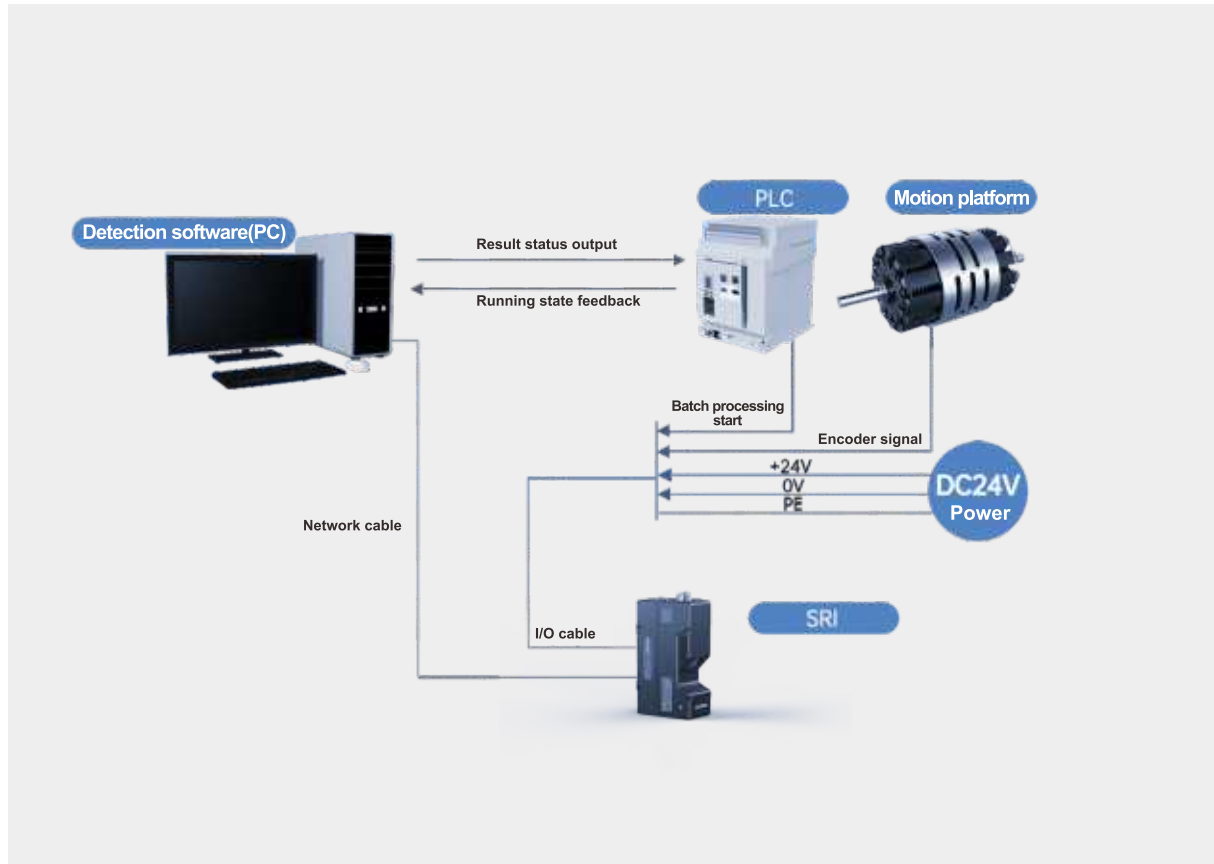 PLC
Motion platform
Detection software(PC)
Result status output
Running state feedback
Batch processing
start
Encoder signal
+24V
0V
PE
DC24V
Power
Network cable
I/O cable
SRI